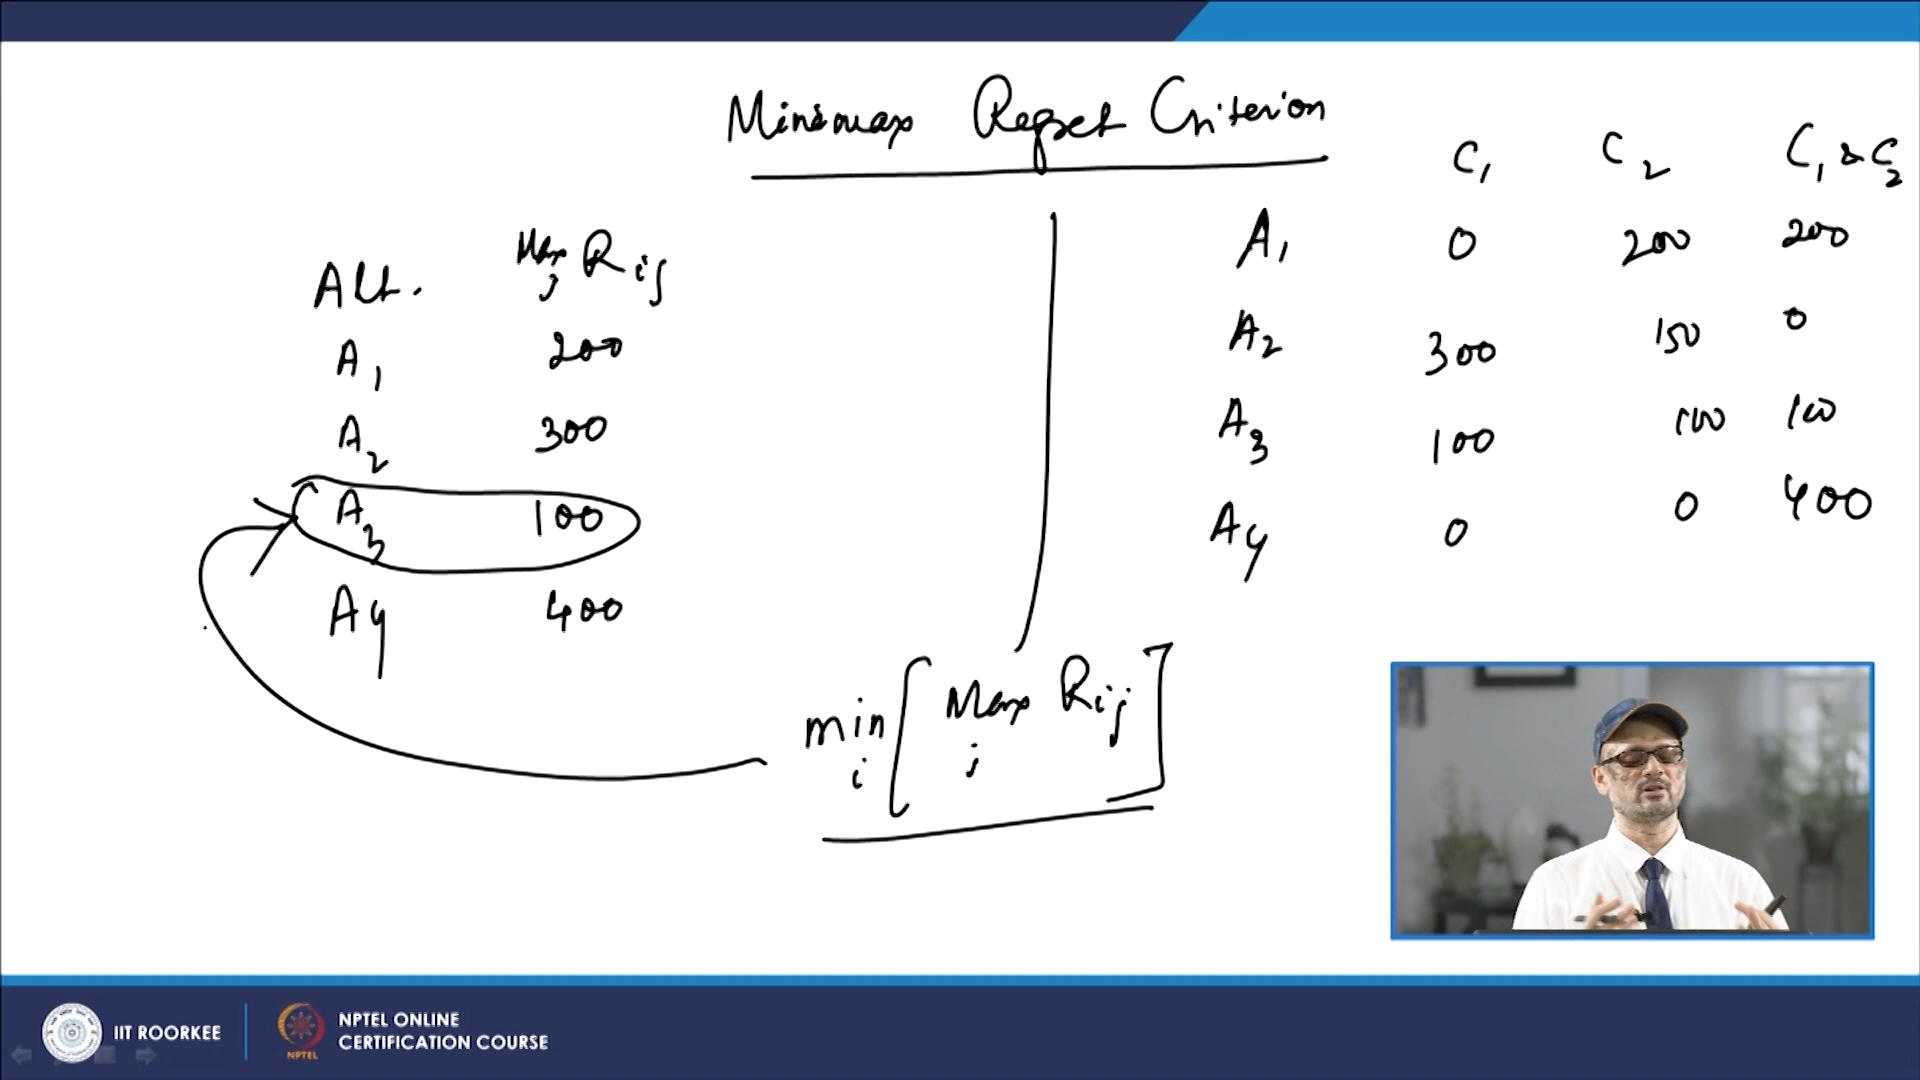 Minimax Regret Criterion
C1 C2 C1 & C2
A1 0 200 200
A2 300 150 0
A3 100 100 100
A4 0 0 400
Alt. Max j Rij
A1 200
A2 300
A3 100
A4 400
min i [ Max j Rij ]
IIT ROORKEE
NPTEL
NPTEL ONLINE
CERTIFICATION COURSE